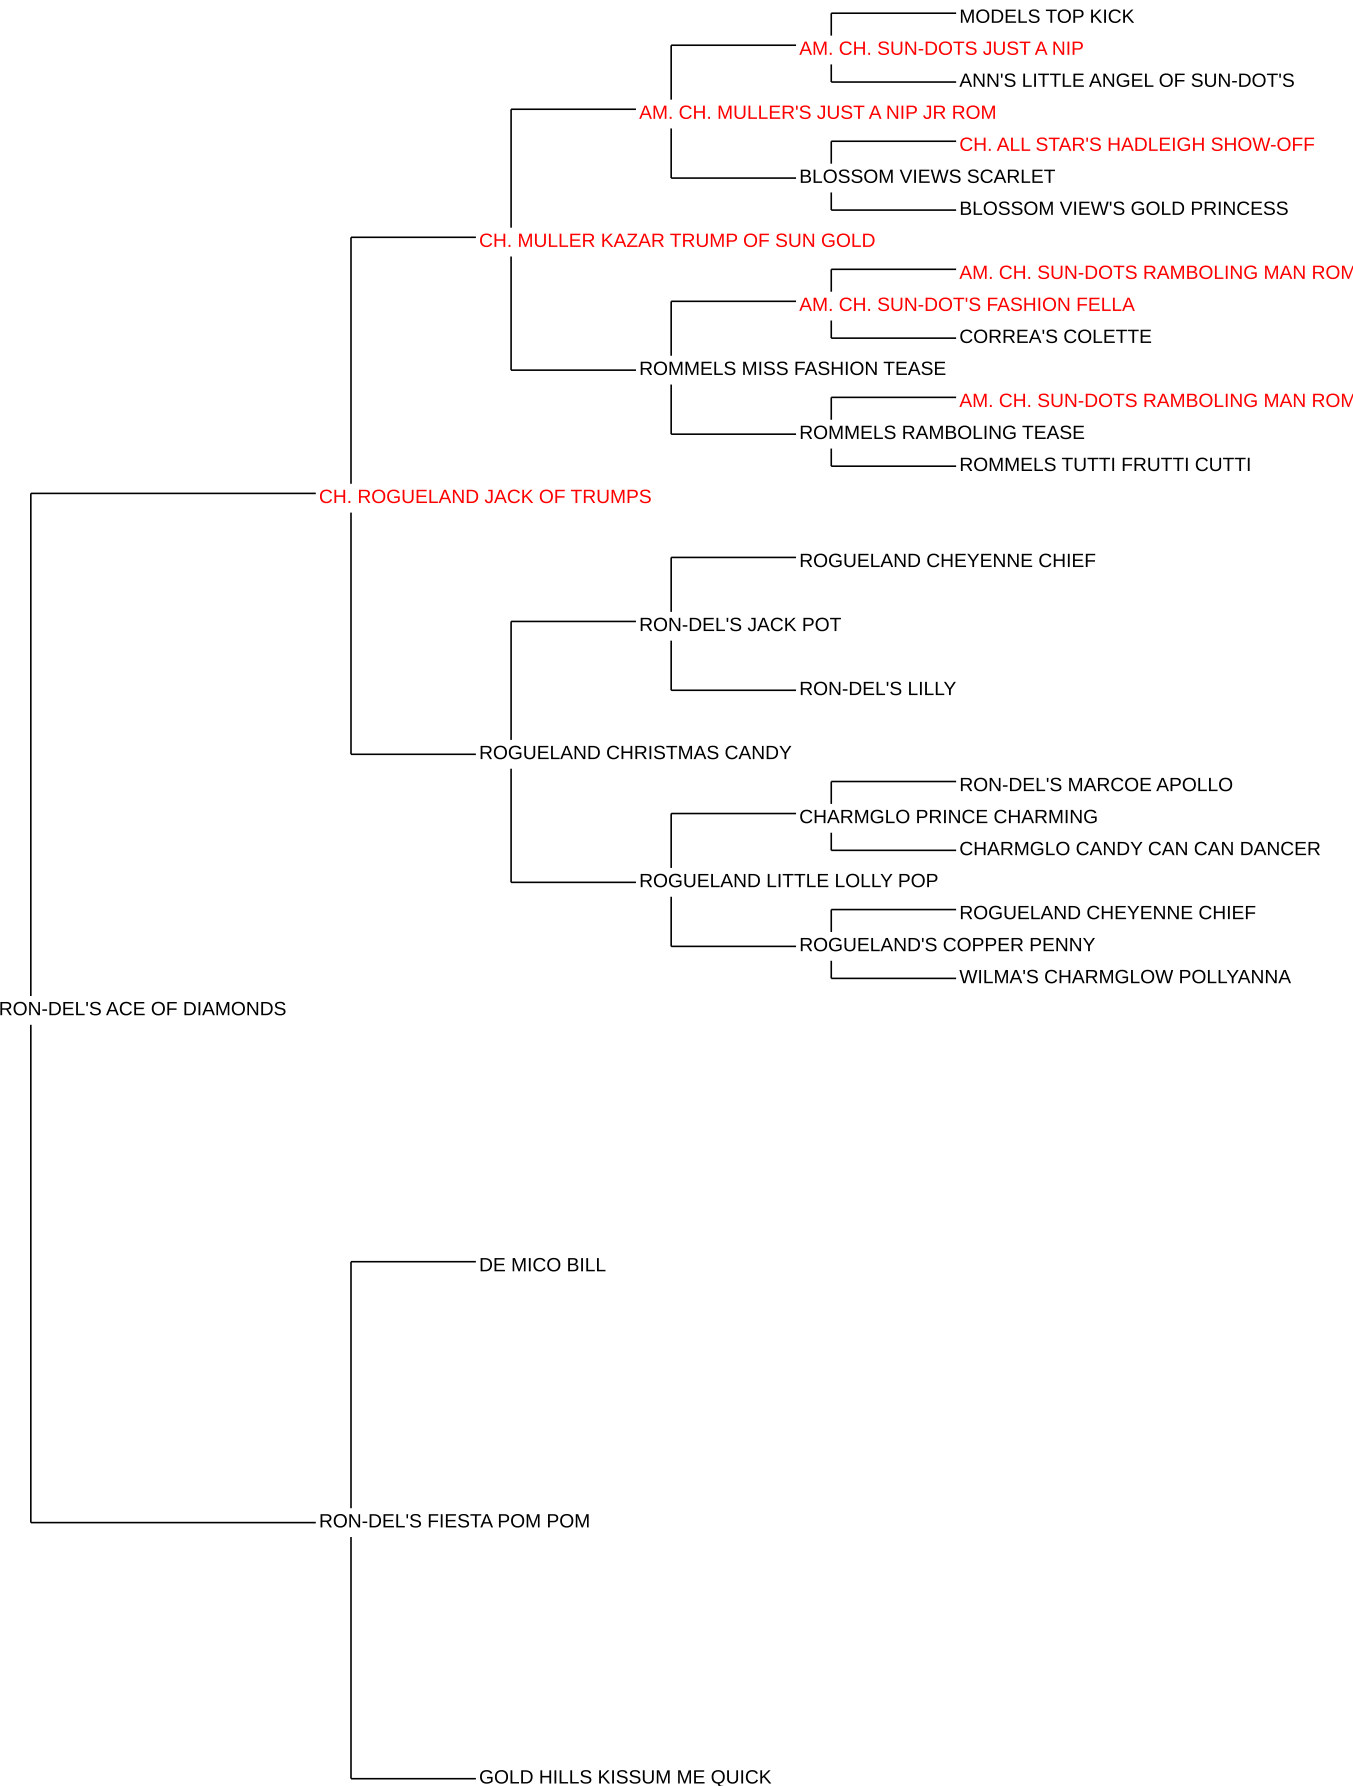 MODELS TOP KICK
AM. CH. SUN-DOTS JUST A NIP
ANN'S LITTLE ANGEL OF SUN-DOT'S
AM. CH. MULLER'S JUST A NIP JR ROM
CH. ALL STAR'S HADLEIGH SHOW-OFF
BLOSSOM VIEWS SCARLET
BLOSSOM VIEW'S GOLD PRINCESS
CH. MULLER KAZAR TRUMP OF SUN GOLD
AM. CH. SUN-DOTS RAMBOLING MAN ROM
AM. CH. SUN-DOT'S FASHION FELLA
CORREA'S COLETTE
ROMMELS MISS FASHION TEASE
AM. CH. SUN-DOTS RAMBOLING MAN ROM
ROMMELS RAMBOLING TEASE
ROMMELS TUTTI FRUTTI CUTTI
CH. ROGUELAND JACK OF TRUMPS
ROGUELAND CHEYENNE CHIEF
RON-DEL'S JACK POT
RON-DEL'S LILLY
ROGUELAND CHRISTMAS CANDY
RON-DEL'S MARCOE APOLLO
CHARMGLO PRINCE CHARMING
CHARMGLO CANDY CAN CAN DANCER
ROGUELAND LITTLE LOLLY POP
ROGUELAND CHEYENNE CHIEF
ROGUELAND'S COPPER PENNY
WILMA'S CHARMGLOW POLLYANNA
RON-DEL'S ACE OF DIAMONDS
DE MICO BILL
RON-DEL'S FIESTA POM POM
GOLD HILLS KISSUM ME QUICK